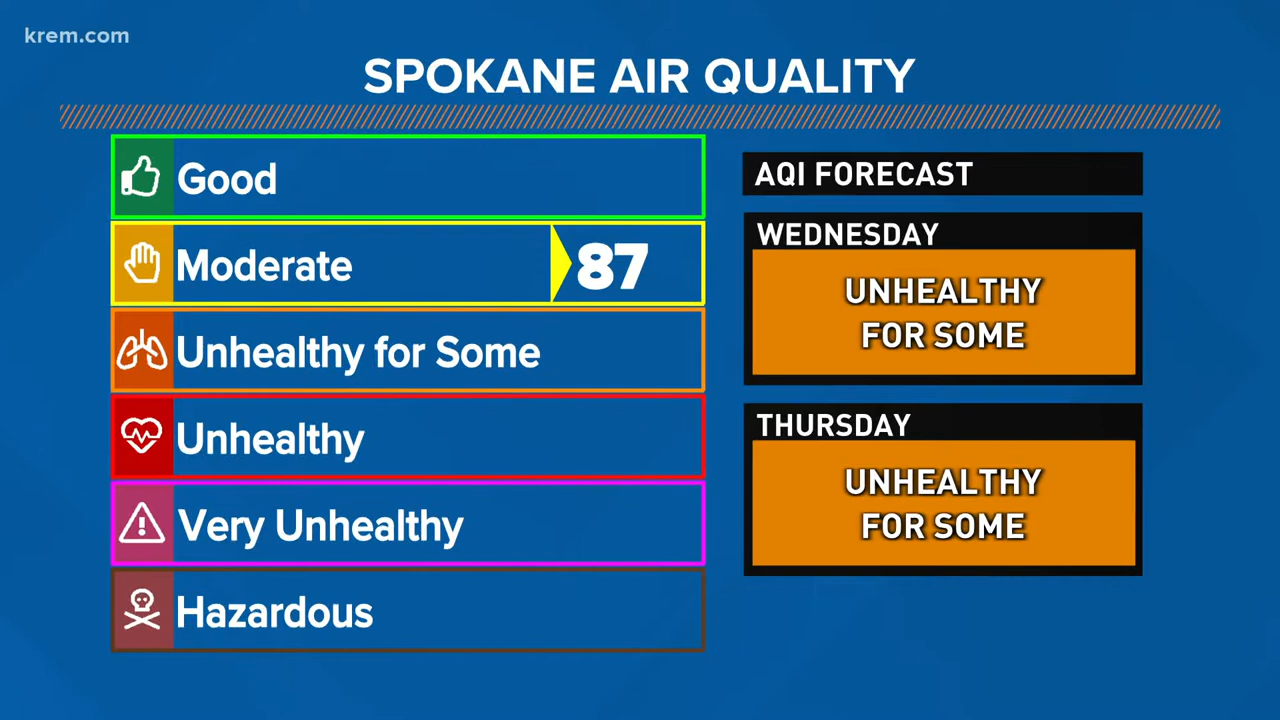 krem.com
SPOKANE AIR QUALITY
Good
Moderate 87
Unhealthy for Some
Unhealthy
Very Unhealthy
Hazardous
AQI FORECAST
WEDNESDAY
UNHEALTHY
FOR SOME
THURSDAY
UNHEALTHY
FOR SOME